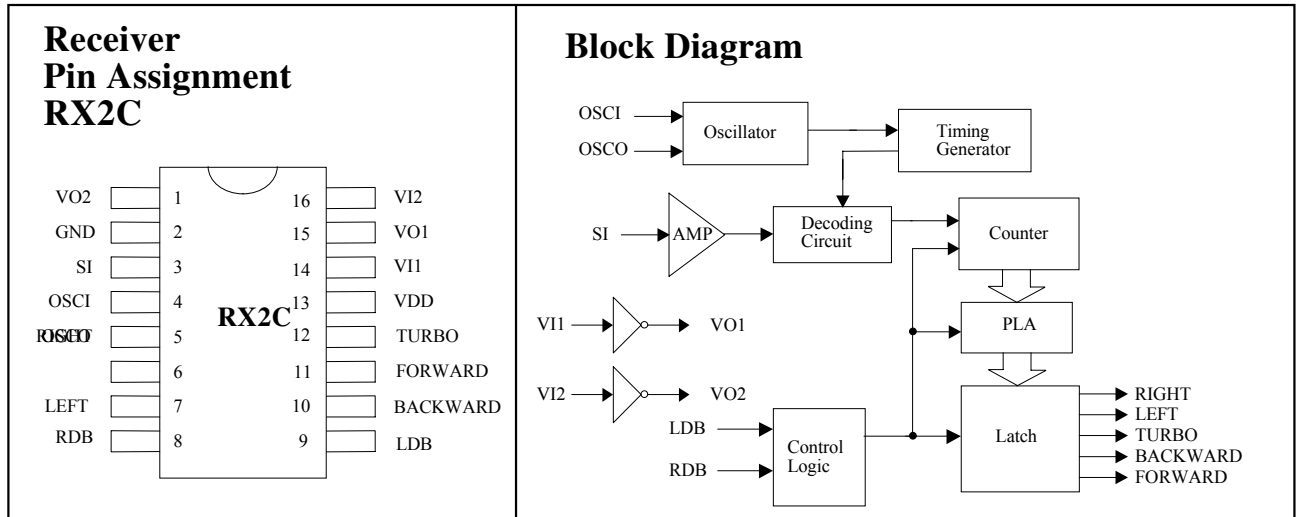 Receiver
Pin Assignment
RX2C
VO2 1 16 VI2
GND 2 15 VO1
SI 3 14 VI1
OSCI 4 13 VDD
RX2C
RIGHT OSCO 5 12 TURBO
6 11 FORWARD
LEFT 7 10 BACKWARD
RDB 8 9 LDB
Block Diagram
OSCI
OSCO
Oscillator
Timing
Generator
SI
AMP
Decoding
Circuit
Counter
VI1
VO1
PLA
VI2
VO2
LDB
RDB
Control
Logic
Latch
RIGHT
LEFT
TURBO
BACKWARD
FORWARD